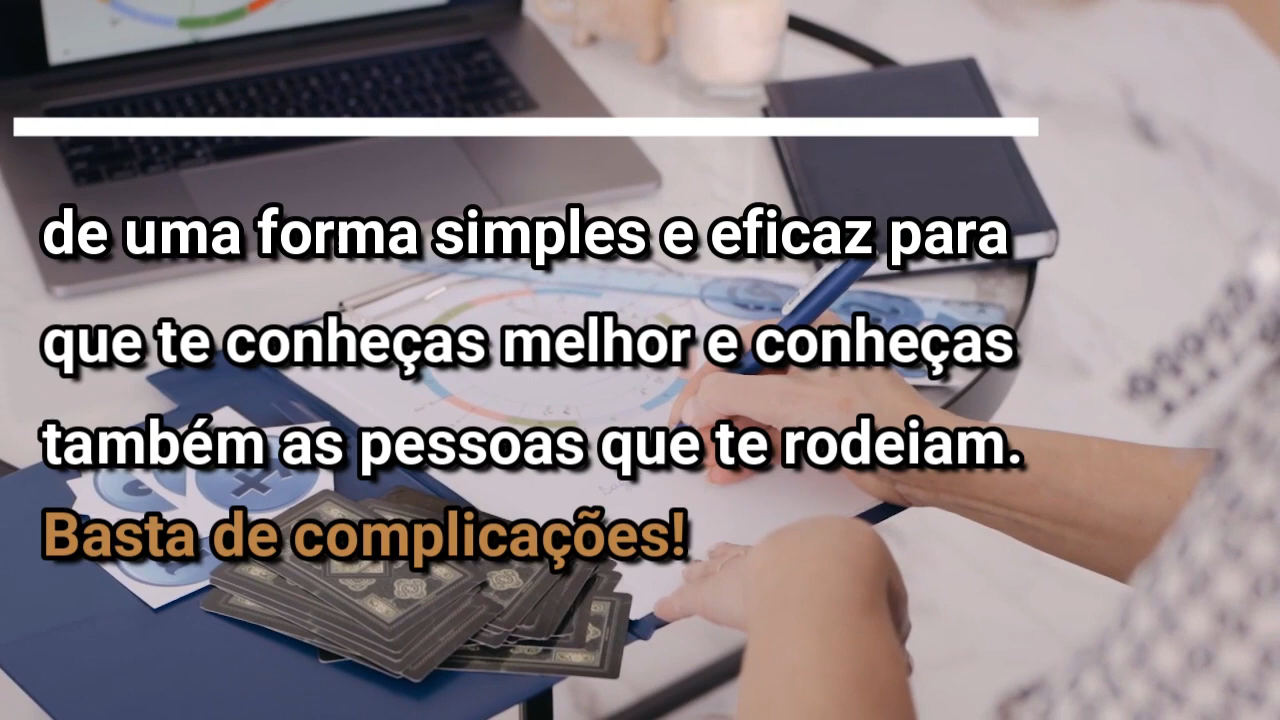 de uma forma simples e eficaz para
que te conheças melhor e conheças
também as pessoas que te rodeiam.
Basta de complicações!